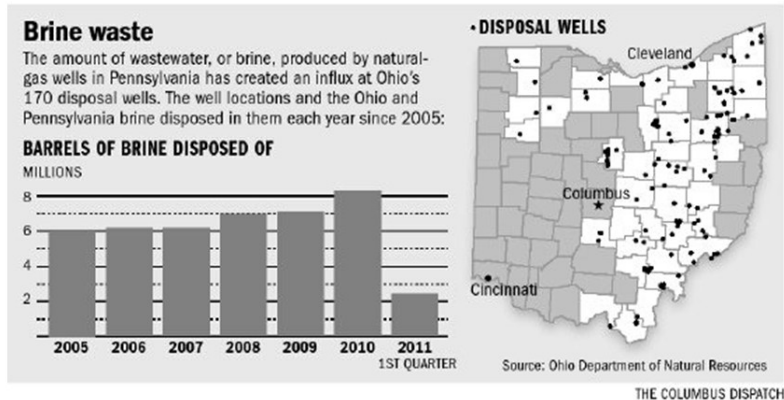 Brine waste
The amount of wastewater, or brine, produced by natural-
gas wells in Pennsylvania has created an influx at Ohio's
170 disposal wells. The well locations and the Ohio and
Pennsylvania brine disposed in them each year since 2005:
BARRELS OF BRINE DISPOSED OF
MILLIONS
8
6
4
2
2005 2006 2007 2008 2009 2010 2011
1ST QUARTER
• DISPOSAL WELLS
Cleveland
Columbus
Cincinnati
Source: Ohio Department of Natural Resources
THE COLUMBUS DISPATCH